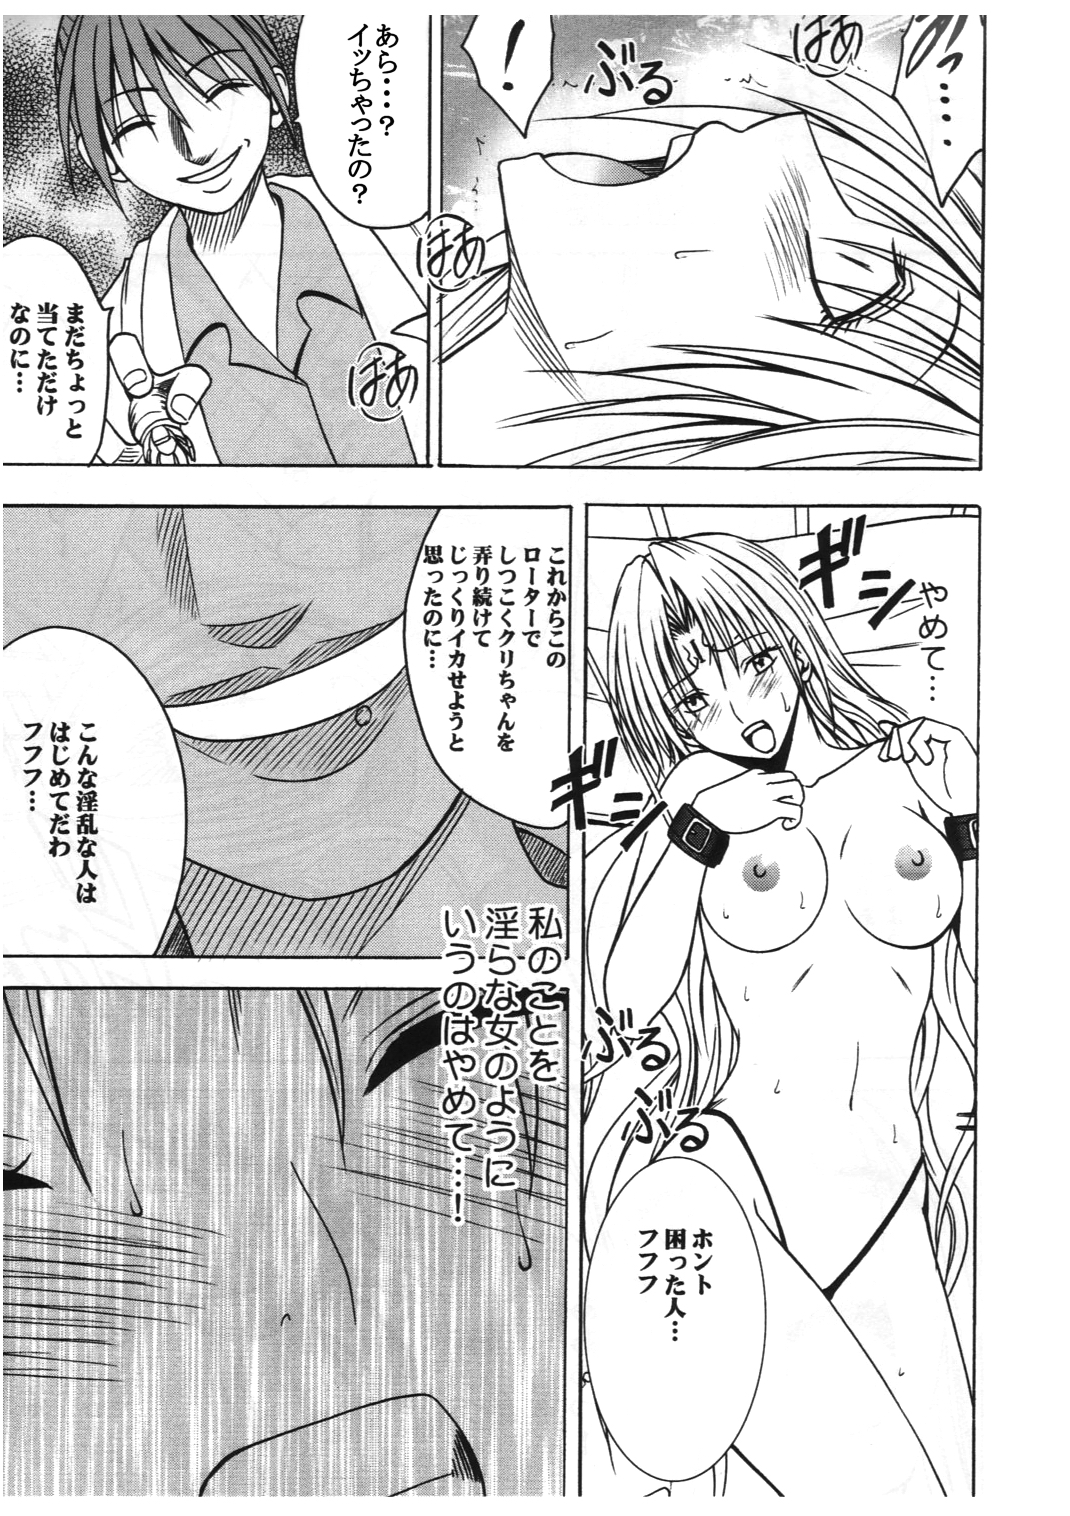 ……
！
はあ
ぶる
あら…？
イッちゃったの？
はあ
はあ
まだちょっと
当てただけ
なのに…
やめて…
ギシ
ギシ
ぶる
ぶる
ホント
困った人…
フフフ
これからこの
ローターで
しつこくクリちゃんを
弄り続けて
じっくりイカせようと
思ったのに…
こんな淫乱な人は
はじめてだわ
フフフ…
私のことを
淫らな女のように
いうのはやめて…！